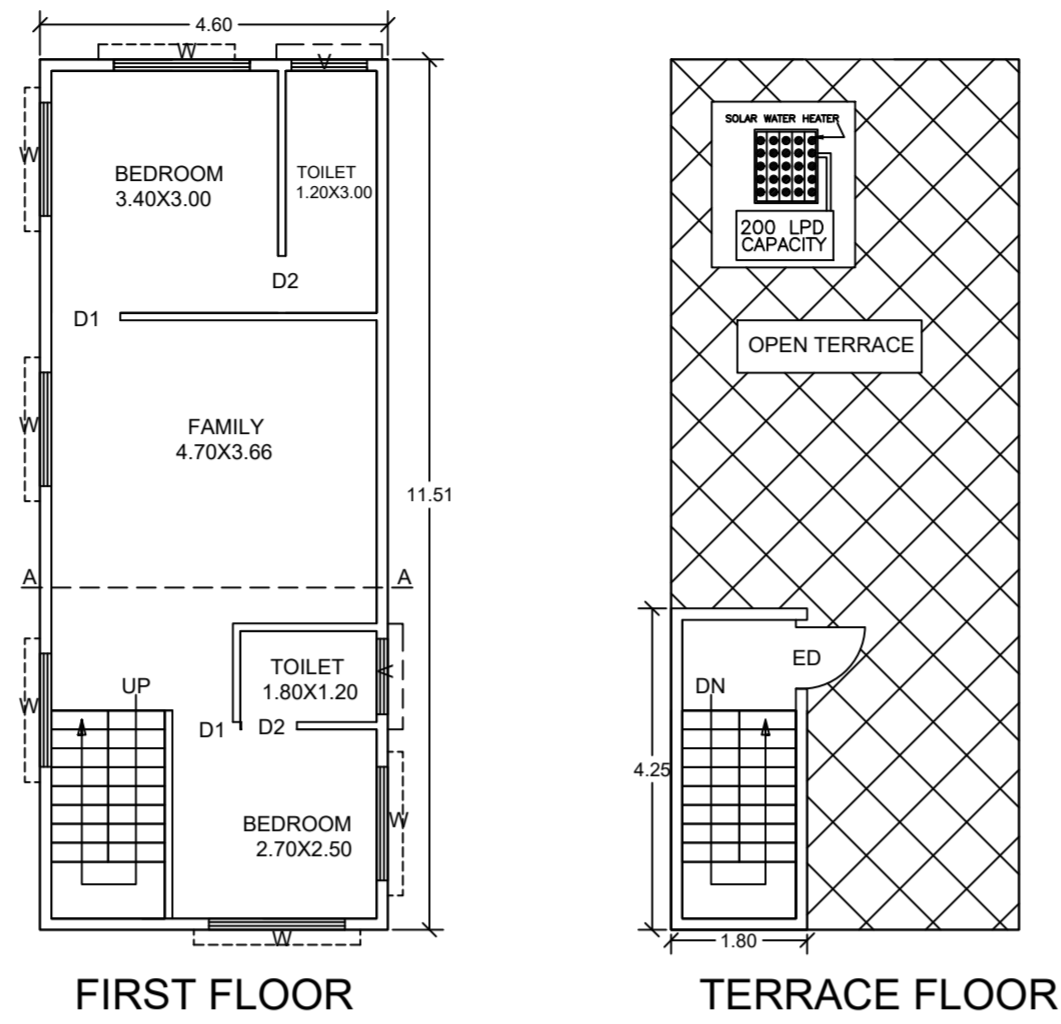 4.60
W
V
W
BEDROOM
3.40X3.00
TOILET
1.20X3.00
D2
D1
W
FAMILY
4.70X3.66
11.51
A
A
W
UP
TOILET
1.80X1.20
V
D1
D2
BEDROOM
2.70X2.50
W
W
FIRST FLOOR
SOLAR WATER HEATER
200 LPD
CAPACITY
OPEN TERRACE
ED
DN
4.25
1.80
TERRACE FLOOR